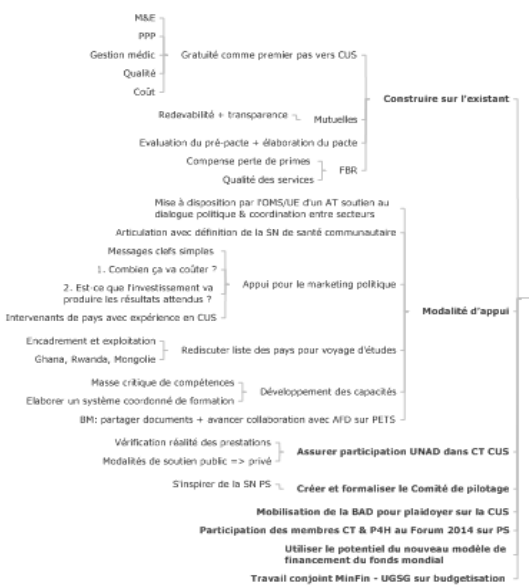 M&E
PPP
Gestion médic
Qualité
Coût
Gratuité comme premier pas vers CUS
Construire sur l'existant
Redevabilité + transparence
Mutuelles
Evaluation du pré-pacte + élaboration du pacte
Compense perte de primes
Qualité des services
FBR
Mise à disposition par l'OMS/UE d'un AT soutien au
dialogue politique & coordination entre secteurs
Articulation avec définition de la SN de santé communautaire
Messages clefs simples
1. Combien ça va coûter ?
2. Est-ce que l'investissement va
produire les résultats attendus ?
Intervenants de pays avec expérience en CUS
Appui pour le marketing politique
Modalité d'appui
Encadrement et exploitation
Ghana, Rwanda, Mongolie
Rediscuter liste des pays pour voyage d'études
Masse critique de compétences
Elaborer un système coordonné de formation
Développement des capacités
BM: partager documents + avancer collaboration avec AFD sur PETS
Vérification réalité des prestations
Modalités de soutien public => privé
Assurer participation UNAD dans CT CUS
S'inspirer de la SN PS
Créer et formaliser le Comité de pilotage
Mobilisation de la BAD pour plaidoyer sur la CUS
Participation des membres CT & P4H au Forum 2014 sur PS
Utiliser le potentiel du nouveau modèle de
financement du fonds mondial
Travail conjoint MinFin - UGSG sur budgetisation